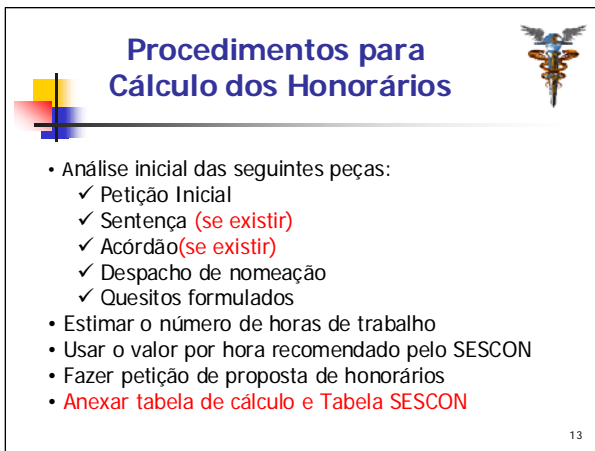 Procedimentos para
Cálculo dos Honorários
• Análise inicial das seguintes peças:
✓ Petição Inicial
✓ Sentença (se existir)
✓ Acórdão(se existir)
✓ Despacho de nomeação
✓ Quesitos formulados
• Estimar o número de horas de trabalho
• Usar o valor por hora recomendado pelo SESCON
• Fazer petição de proposta de honorários
• Anexar tabela de cálculo e Tabela SESCON
13